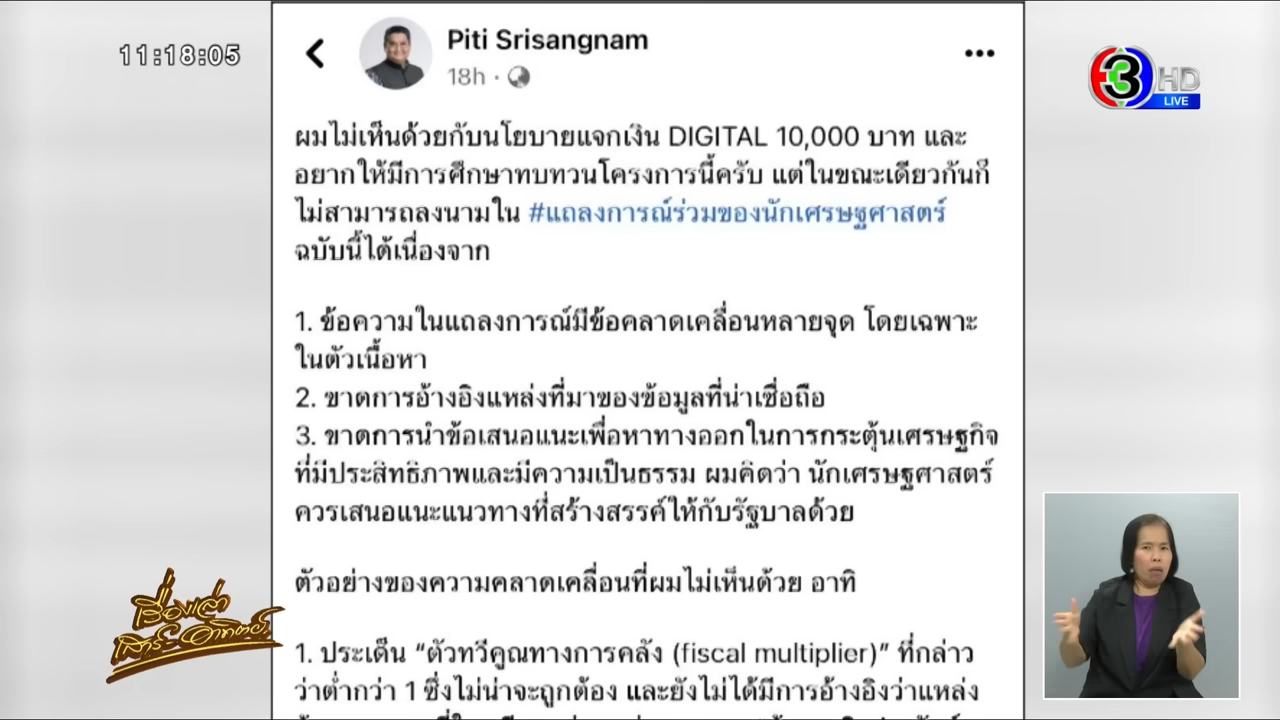 11:18:05
Piti Srisangnam
18h
3 HD
LIVE
ผมไม่เห็นด้วยกับนโยบายแจกเงิน DIGITAL 10,000 บาท และ
อยากให้มีการศึกษาทบทวนโครงการนี้ครับ แต่ในขณะเดียวกันก็
ไม่สามารถลงนามใน #แถลงการณ์ร่วมของนักเศรษฐศาสตร์
ฉบับนี้ได้เนื่องจาก
1. ข้อความในแถลงการณ์มีข้อคลาดเคลื่อนหลายจุด โดยเฉพาะ
ในตัวเนื้อหา
2. ขาดการอ้างอิงแหล่งที่มาของข้อมูลที่น่าเชื่อถือ
3. ขาดการนำข้อเสนอแนะเพื่อหาทางออกในการกระตุ้นเศรษฐกิจ
ที่มีประสิทธิภาพและมีความเป็นธรรม ผมคิดว่า นักเศรษฐศาสตร์
ควรเสนอแนะแนวทางที่สร้างสรรค์ให้กับรัฐบาลด้วย
ตัวอย่างของความคลาดเคลื่อนที่ผมไม่เห็นด้วย อาทิ
1. ประเด็น “ตัวทวีคูณทางการคลัง (fiscal multiplier)” ที่กล่าว
ว่าต่ำกว่า 1 ซึ่งไม่น่าจะถูกต้อง และยังไม่ได้มีการอ้างอิงว่าแหล่ง
เรื่องเล่า
เสาร์-อาทิตย์